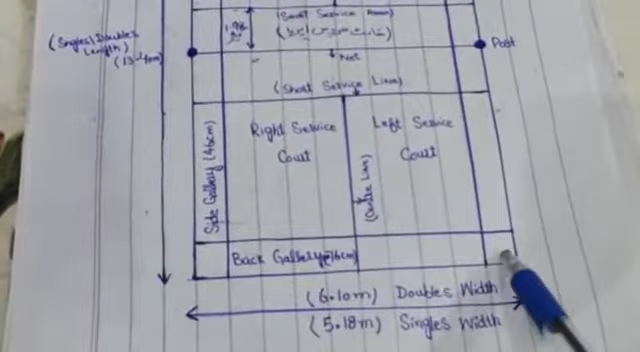 (Singles/Doubles
Length)
(13.40m)
1.98
(Short Service Area)
Net
Post
(Short Service Line)
Side Gallery (46cm)
Right Service
Court
(Centre Line)
Left Service
Court
Back Gallery (76cm)
(6.10m) Doubles Width
(5.18m) Singles Width